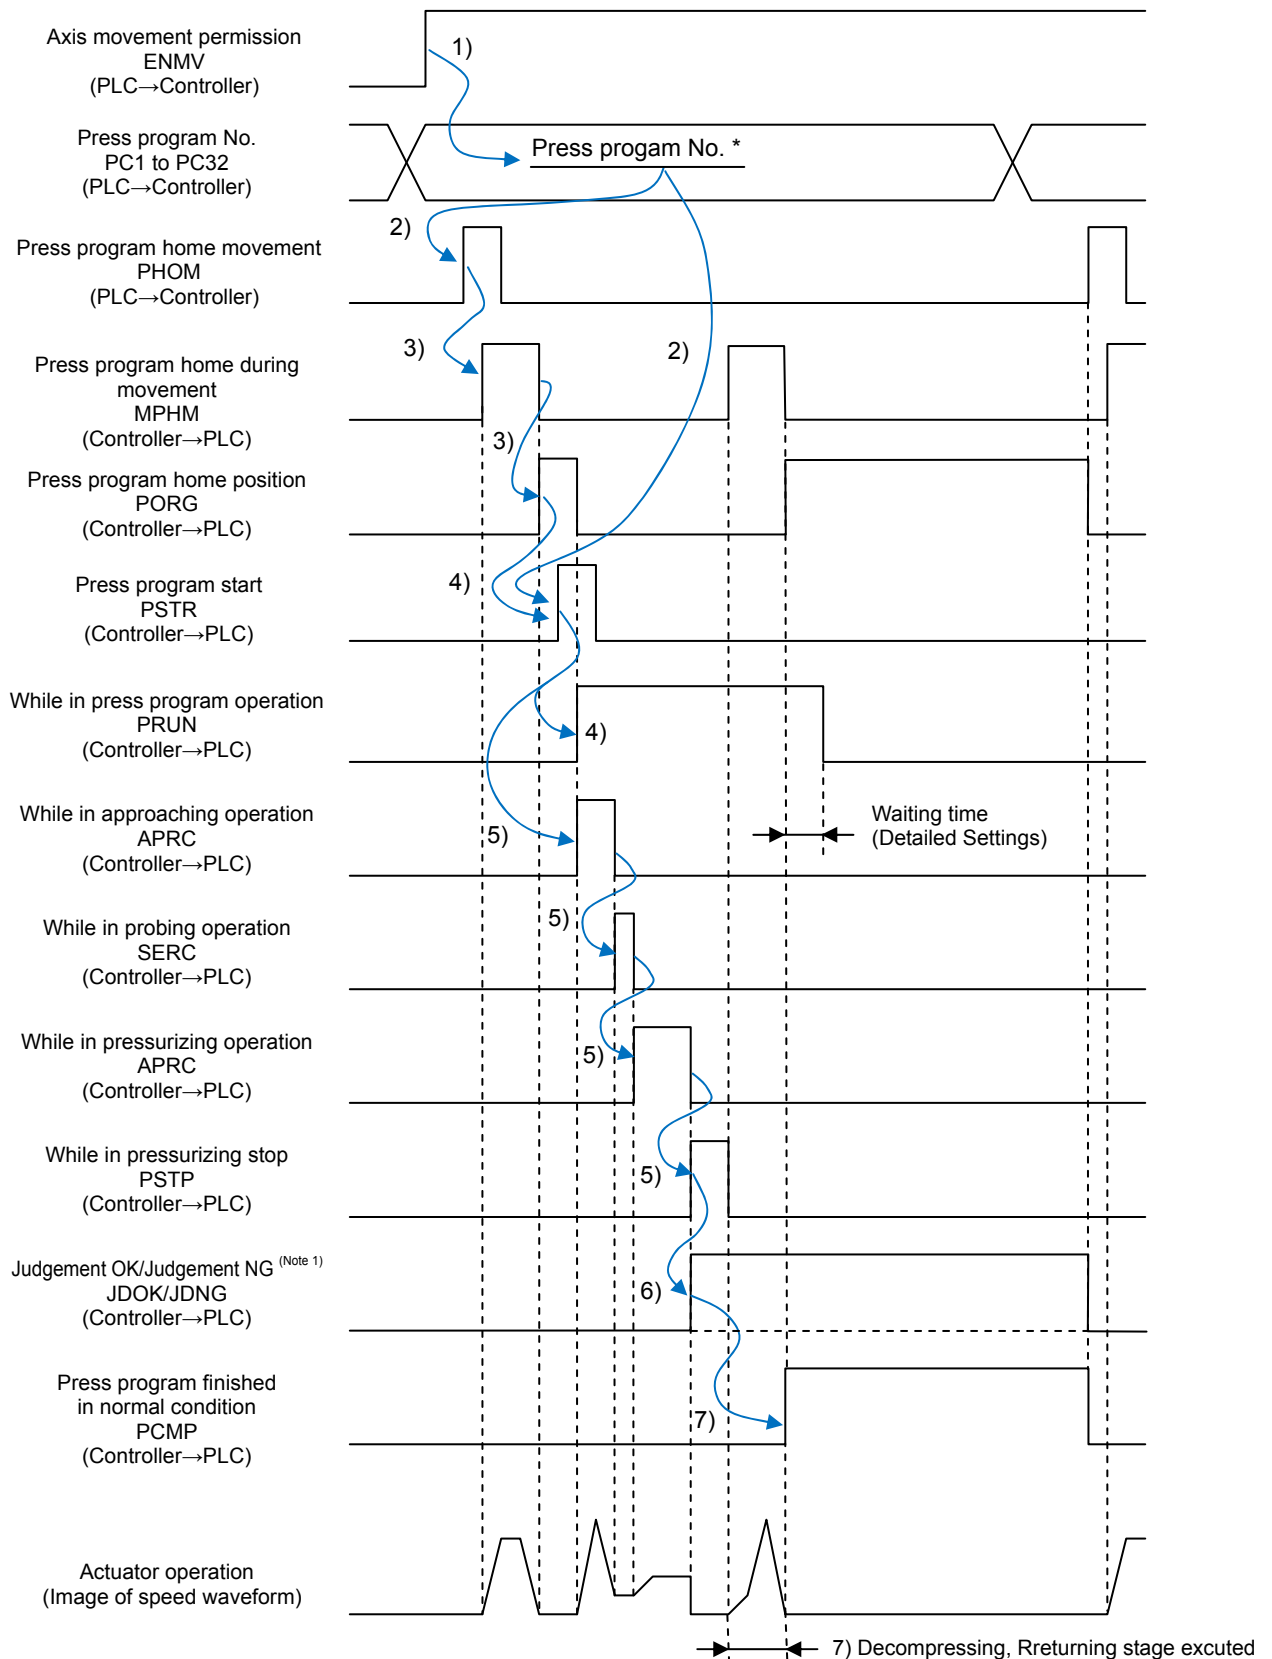 Axis movement permission
ENMV
(PLC→Controller)
1)
Press program No.
PC1 to PC32
(PLC→Controller)
Press progam No. *
2)
Press program home movement
PHOM
(PLC→Controller)
3)
2)
Press program home during
movement
MPHM
(Controller→PLC)
3)
Press program home position
PORG
(Controller→PLC)
4)
Press program start
PSTR
(Controller→PLC)
While in press program operation
PRUN
(Controller→PLC)
4)
While in approaching operation
APRC
(Controller→PLC)
5)
Waiting time
(Detailed Settings)
5)
While in probing operation
SERC
(Controller→PLC)
While in pressurizing operation
APRC
(Controller→PLC)
5)
While in pressurizing stop
PSTP
(Controller→PLC)
5)
Judgement OK/Judgement NG (Note 1)
JDOK/JDNG
(Controller→PLC)
6)
Press program finished
in normal condition
PCMP
(Controller→PLC)
7)
Actuator operation
(Image of speed waveform)
7) Decompressing, Rreturning stage excuted